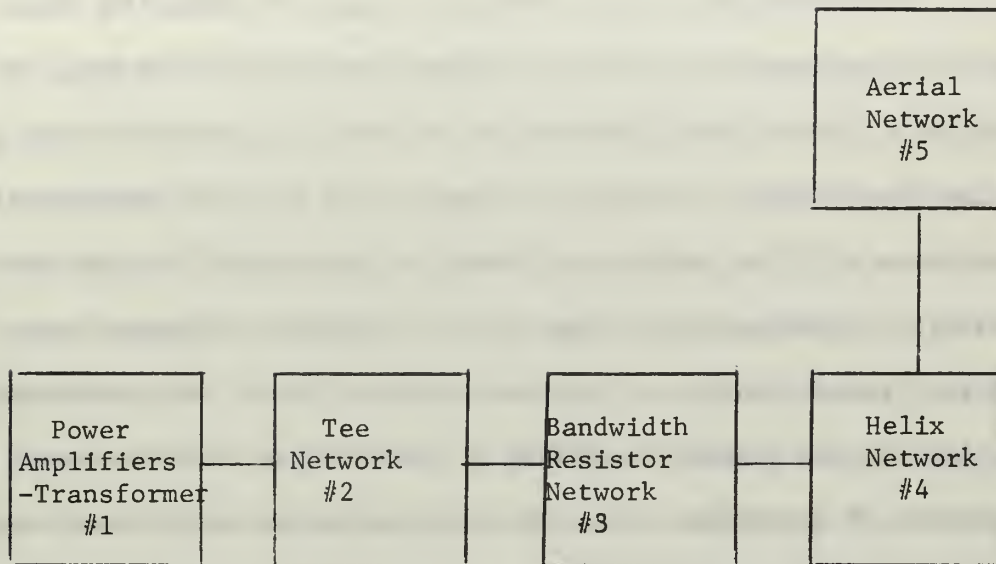 Aerial
Network
#5
Power
Amplifiers
-Transformer
#1
Tee
Network
#2
Bandwidth
Resistor
Network
#3
Helix
Network
#4